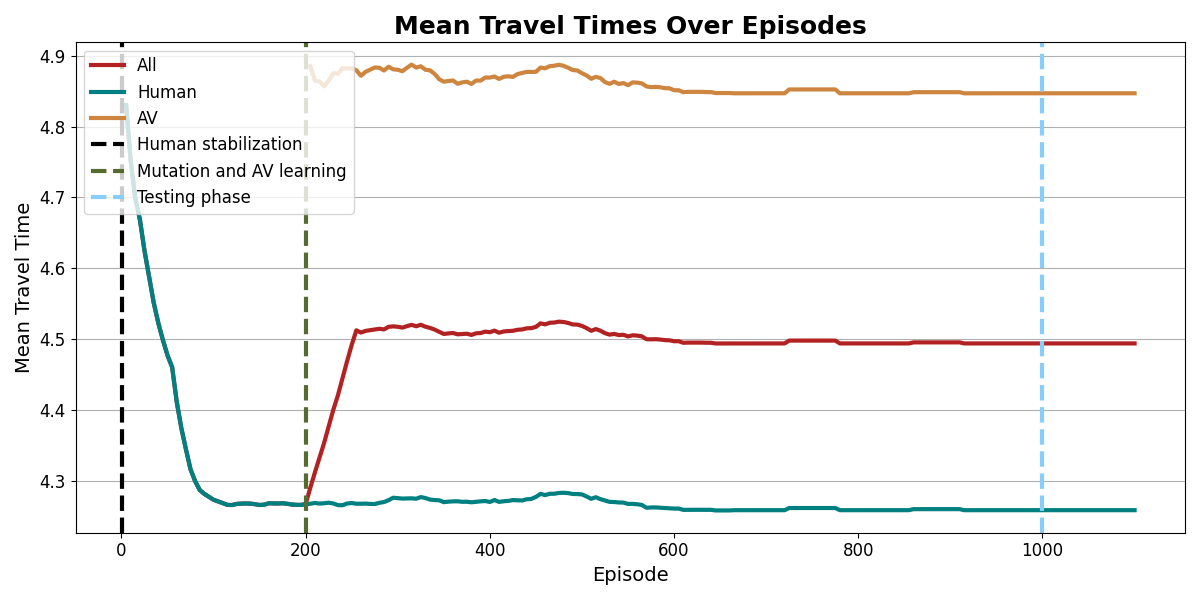 Mean Travel Times Over Episodes
4.9
4.8
4.7
4.6
4.5
4.4
4.3
Mean Travel Time
All
Human
AV
Human stabilization
Mutation and AV learning
Testing phase
0
200
400
600
800
1000
Episode